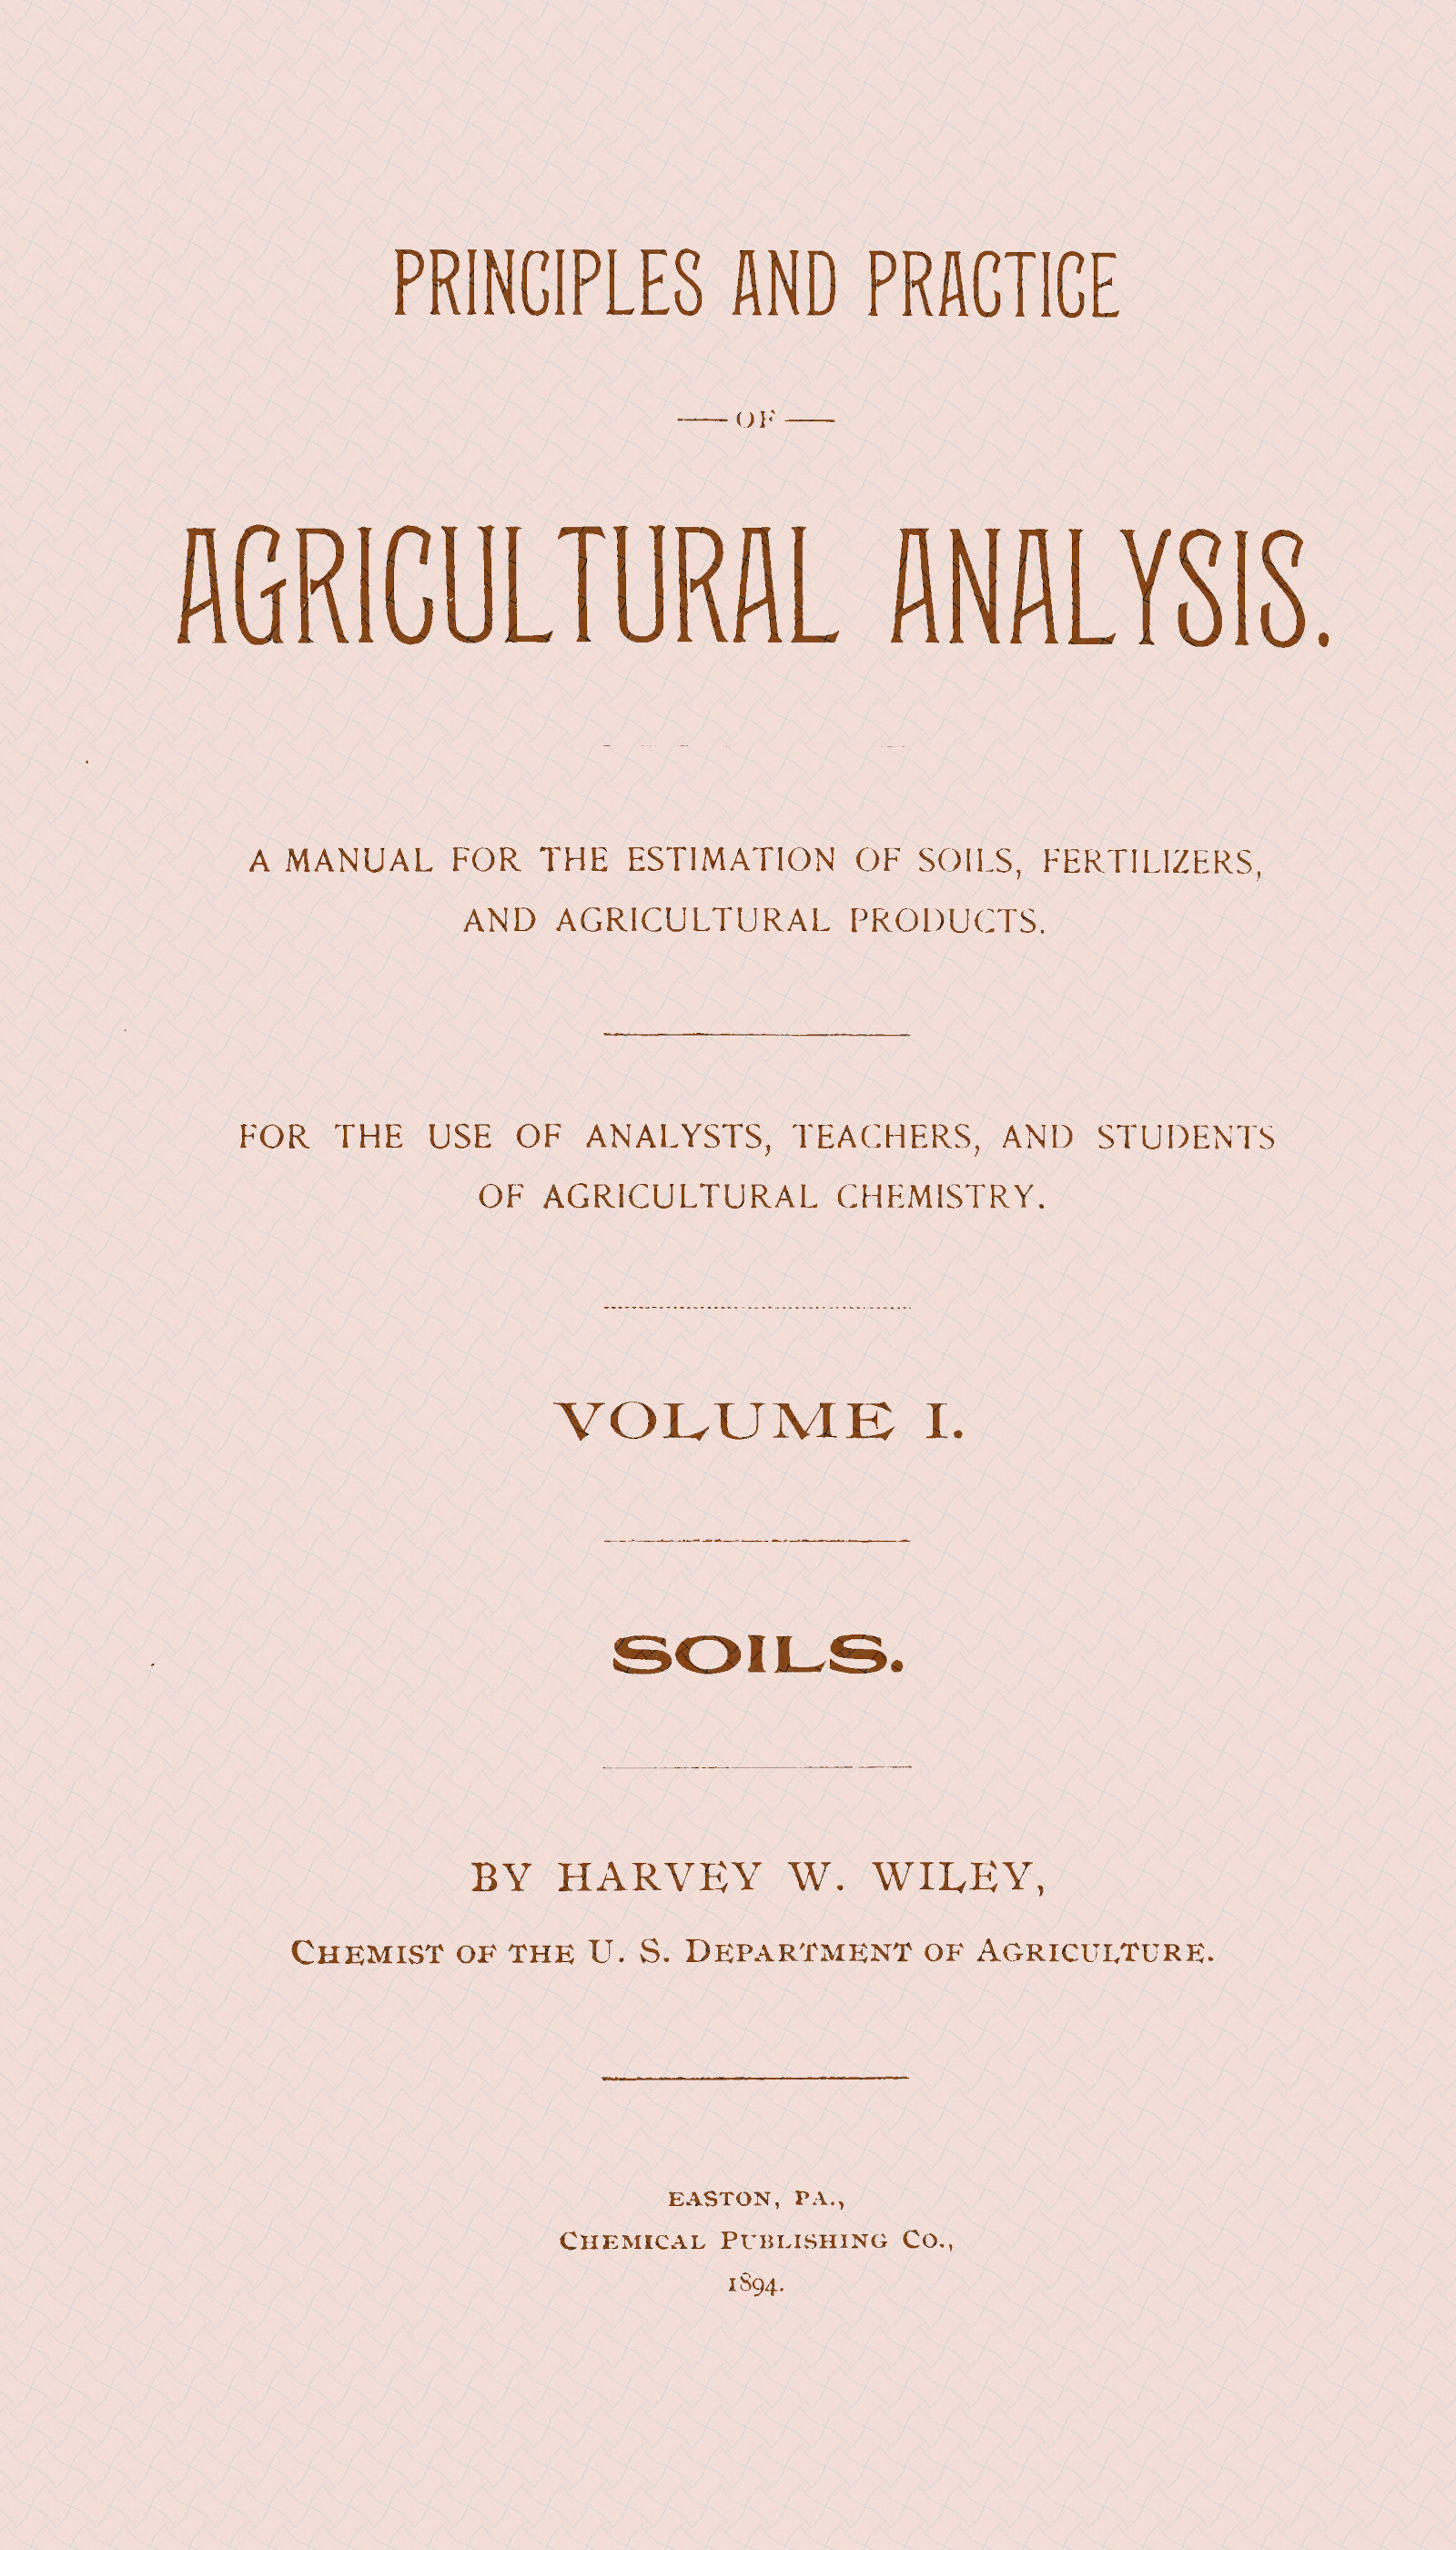 PRINCIPLES AND PRACTICE
— OF —
AGRICULTURAL ANALYSIS.
A MANUAL FOR THE ESTIMATION OF SOILS, FERTILIZERS,
AND AGRICULTURAL PRODUCTS.
FOR THE USE OF ANALYSTS, TEACHERS, AND STUDENTS
OF AGRICULTURAL CHEMISTRY.
VOLUME I.
SOILS.
BY HARVEY W. WILEY,
CHEMIST OF THE U. S. DEPARTMENT OF AGRICULTURE.
EASTON, PA.,
CHEMICAL PUBLISHING CO.,
1894.